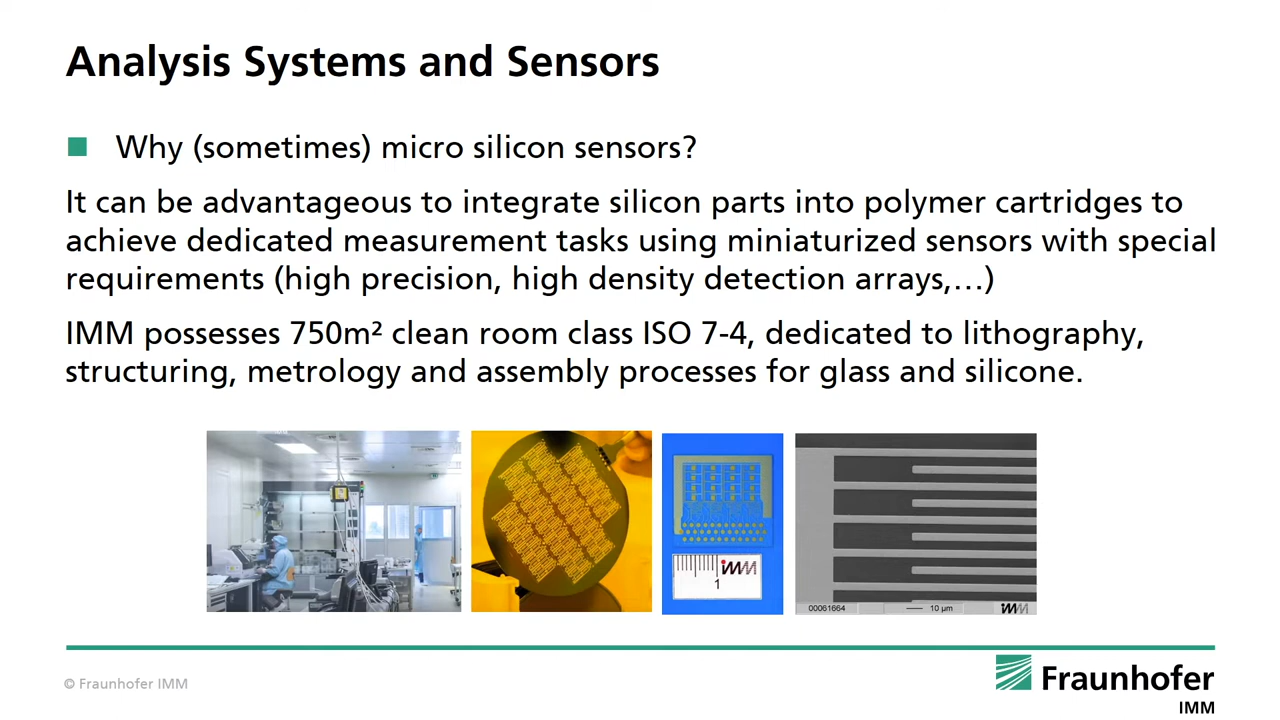 Analysis Systems and Sensors
Why (sometimes) micro silicon sensors?
It can be advantageous to integrate silicon parts into polymer cartridges to
achieve dedicated measurement tasks using miniaturized sensors with special
requirements (high precision, high density detection arrays,…)
IMM possesses 750m² clean room class ISO 7-4, dedicated to lithography,
structuring, metrology and assembly processes for glass and silicone.
IMM
1
00061664
10 µm
IMM
© Fraunhofer IMM
Fraunhofer
IMM